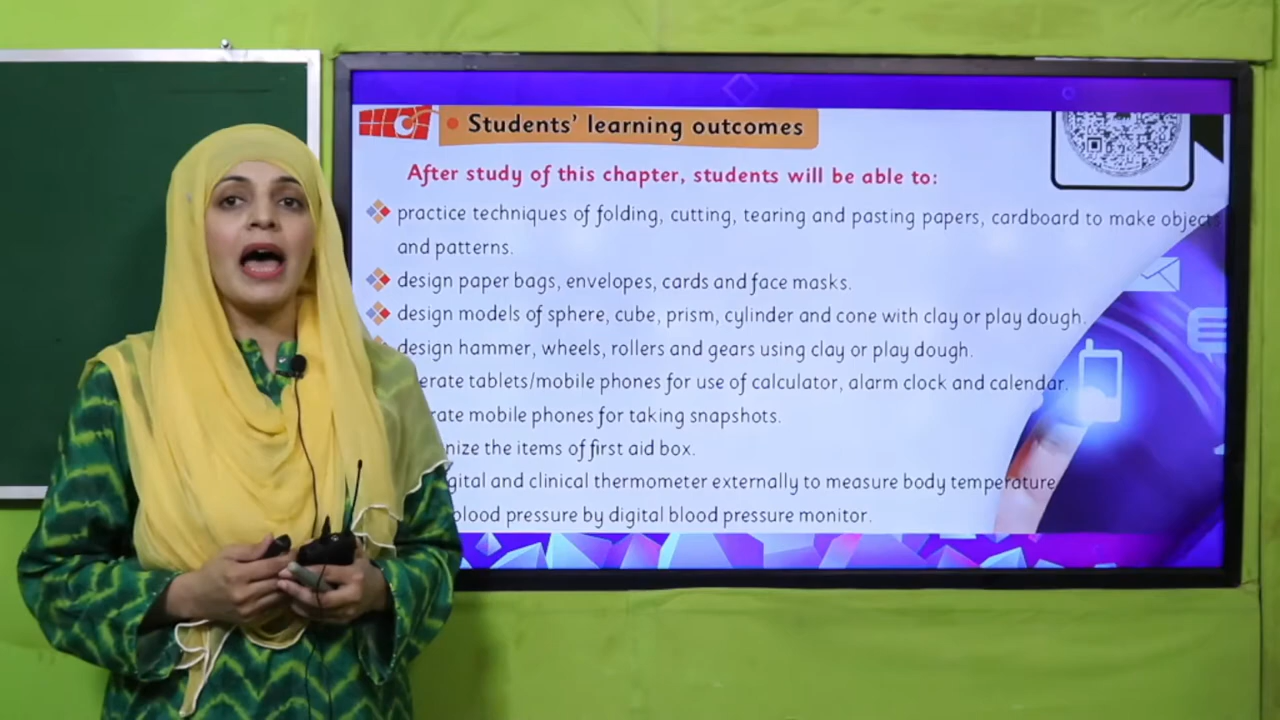 Students' learning outcomes
After study of this chapter, students will be able to:
practice techniques of folding, cutting, tearing and pasting papers, cardboard to make objects
and patterns.
design paper bags, envelopes, cards and face masks.
design models of sphere, cube, prism, cylinder and cone with clay or play dough.
design hammer, wheels, rollers and gears using clay or play dough.
tablets/mobile phones for use of calculator, alarm clock and calendar.
mobile phones for taking snapshots.
the items of first aid box.
and clinical thermometer externally to measure body temperature
blood pressure by digital blood pressure monitor.